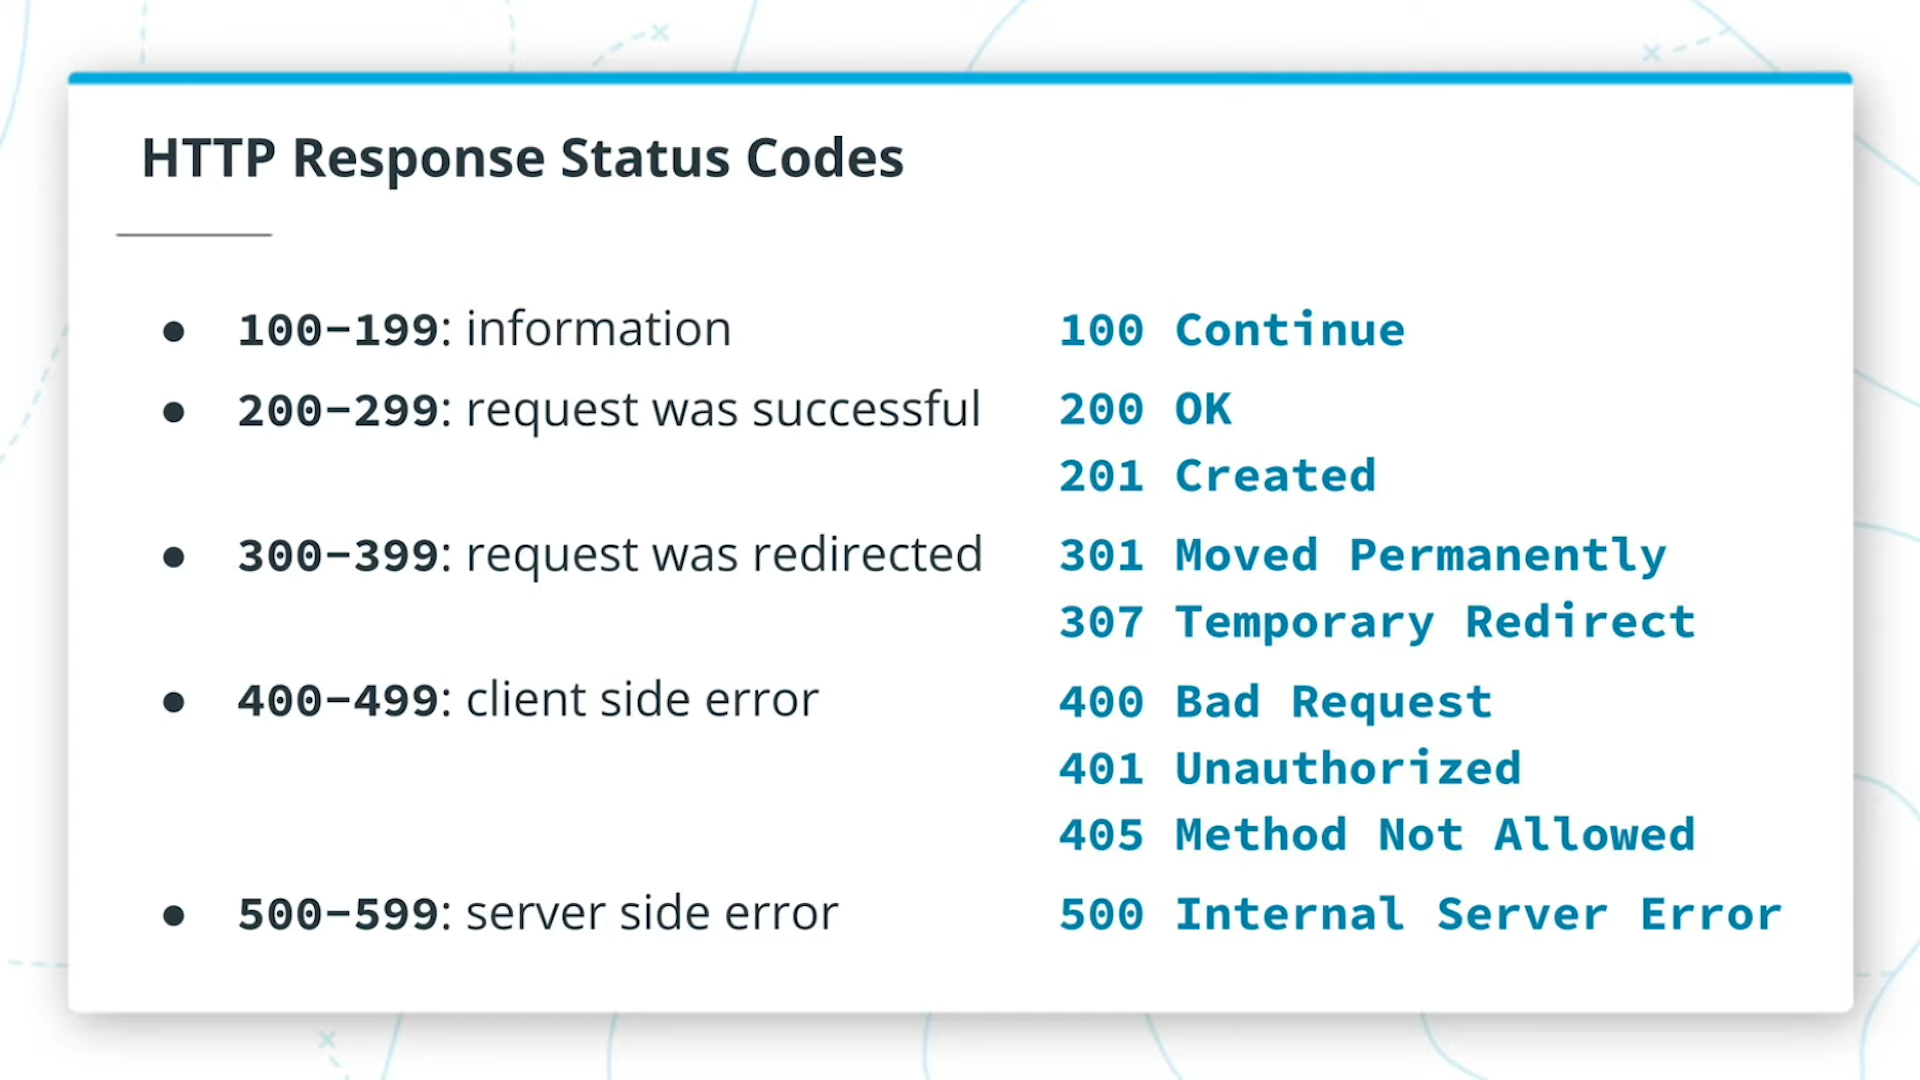 HTTP Response Status Codes
● 100-199: information 100 Continue
● 200-299: request was successful 200 OK
201 Created
● 300-399: request was redirected 301 Moved Permanently
307 Temporary Redirect
● 400-499: client side error 400 Bad Request
401 Unauthorized
405 Method Not Allowed
● 500-599: server side error 500 Internal Server Error